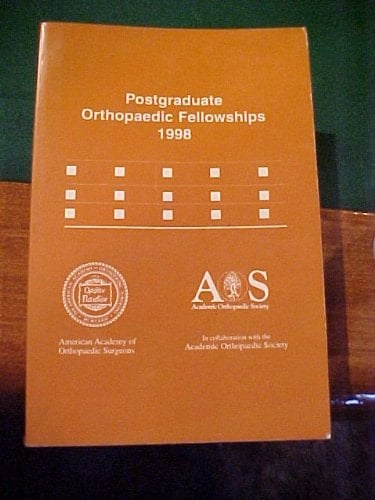 Postgraduate
Orthopaedic Fellowships
1998
AOS
Academic Orthopaedic Society
American Academy of
Orthopaedic Surgeons
In collaboration with the
Academic Orthopaedic Society